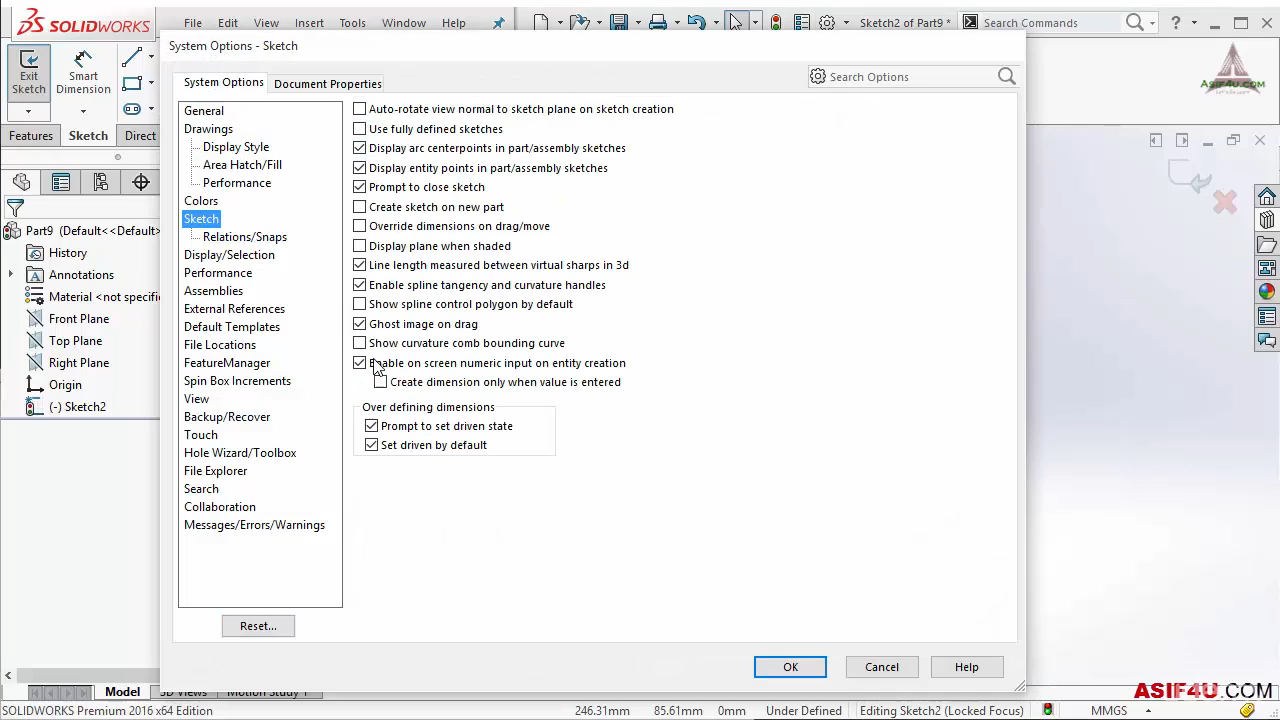 SOLIDWORKS
File Edit View Insert Tools Window Help
Sketch2 of Part9 * Search Commands ?
System Options - Sketch
Exit Sketch
Smart Dimension
Features Sketch Direct
Asif4U.com
System Options Document Properties
Search Options
General
Drawings
Display Style
Area Hatch/Fill
Performance
Colors
Sketch
Relations/Snaps
Display/Selection
Performance
Assemblies
External References
Default Templates
File Locations
FeatureManager
Spin Box Increments
View
Backup/Recover
Touch
Hole Wizard/Toolbox
File Explorer
Search
Collaboration
Messages/Errors/Warnings
Reset...
Auto-rotate view normal to sketch plane on sketch creation
Use fully defined sketches
Display arc centerpoints in part/assembly sketches
Display entity points in part/assembly sketches
Prompt to close sketch
Create sketch on new part
Override dimensions on drag/move
Display plane when shaded
Line length measured between virtual sharps in 3d
Enable spline tangency and curvature handles
Show spline control polygon by default
Ghost image on drag
Show curvature comb bounding curve
Enable on screen numeric input on entity creation
Create dimension only when value is entered
Over defining dimensions
Prompt to set driven state
Set driven by default
OK Cancel Help
Part9 (Default<<Default>
History
Annotations
Material <not specifi
Front Plane
Top Plane
Right Plane
Origin
(-) Sketch2
Model 3D Views Motion Study 1
ASIF4U.COM
SOLIDWORKS Premium 2016 x64 Edition 246.31mm 85.61mm 0mm Under Defined Editing Sketch2 (Locked Focus) MMGS